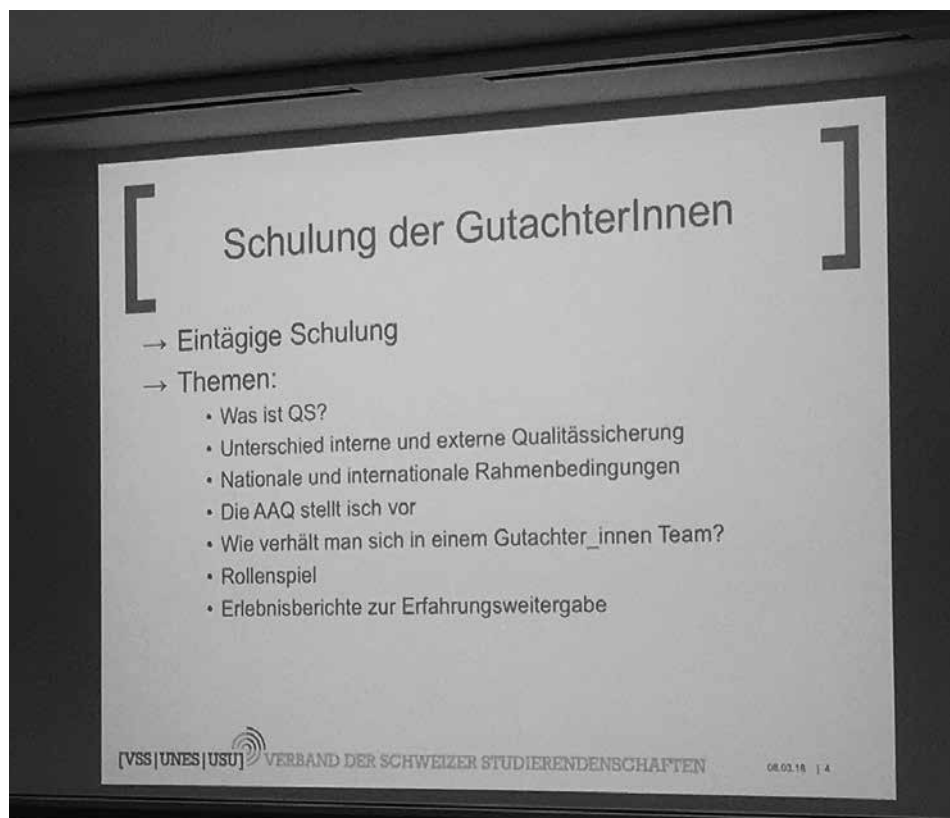 Schulung der GutachterInnen
→ Eintägige Schulung
→ Themen:
• Was ist QS?
• Unterschied interne und externe Qualitässicherung
• Nationale und internationale Rahmenbedingungen
• Die AAQ stellt isch vor
• Wie verhält man sich in einem Gutachter_innen Team?
• Rollenspiel
• Erlebnisberichte zur Erfahrungsweitergabe
[VSS|UNES|USU] VERBAND DER SCHWEIZER STUDIERENDENSCHAFTEN 08.03.16 | 4